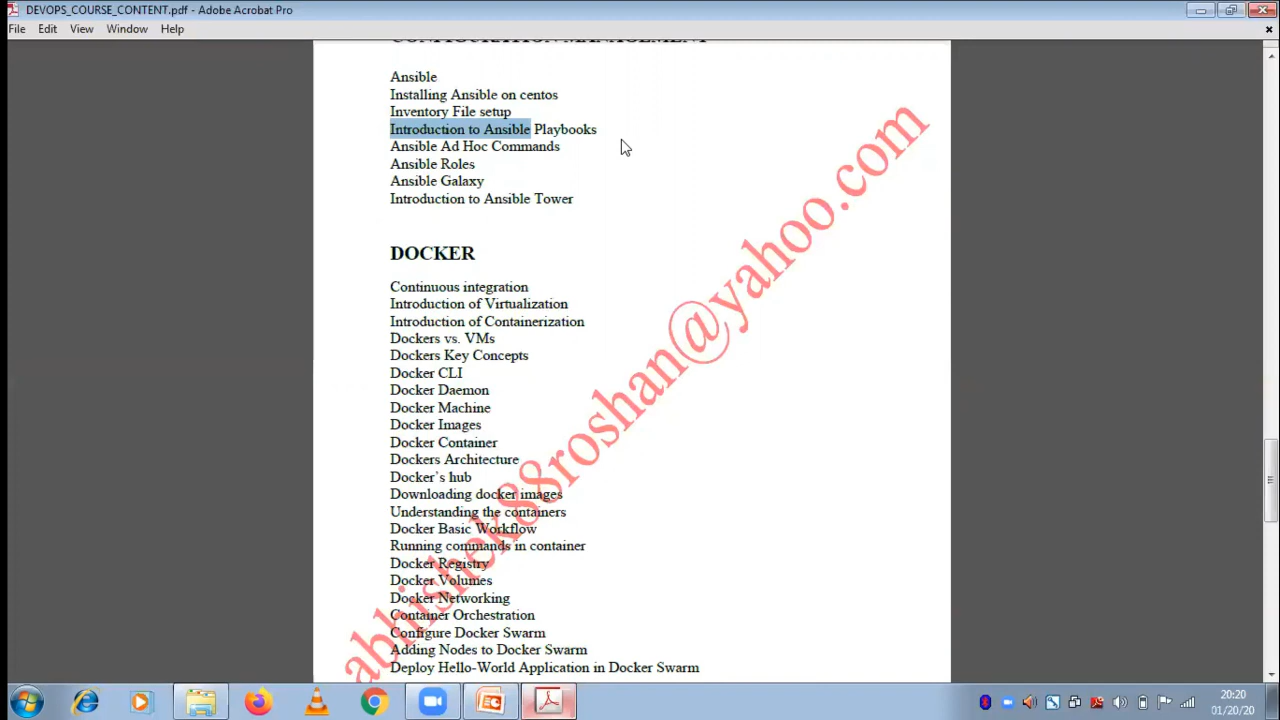 DEVOPS_COURSE_CONTENT.pdf - Adobe Acrobat Pro
File Edit View Window Help
CONFIGURATION MANAGEMENT
Ansible
Installing Ansible on centos
Inventory File setup
Introduction to Ansible Playbooks
Ansible Ad Hoc Commands
Ansible Roles
Ansible Galaxy
Introduction to Ansible Tower
DOCKER
Continuous integration
Introduction of Virtualization
Introduction of Containerization
Dockers vs. VMs
Dockers Key Concepts
Docker CLI
Docker Daemon
Docker Machine
Docker Images
Docker Container
Dockers Architecture
Docker’s hub
Downloading docker images
Understanding the containers
Docker Basic Workflow
Running commands in container
Docker Registry
Docker Volumes
Docker Networking
Container Orchestration
Configure Docker Swarm
Adding Nodes to Docker Swarm
Deploy Hello-World Application in Docker Swarm
abhishek88roshan@yahoo.com
20:20
01/20/20